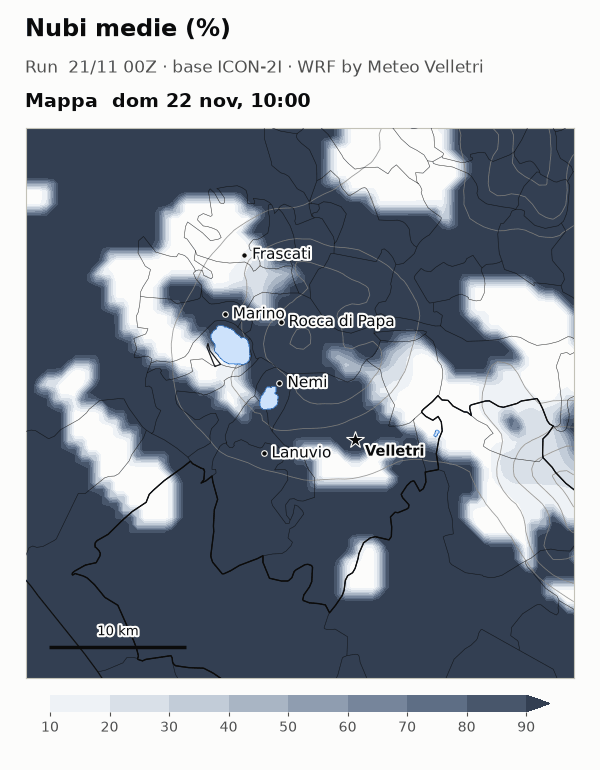 Nubi medie (%)
Run  21/11 00Z · base ICON-2I · WRF by Meteo Velletri
Mappa  dom 22 nov, 10:00
Frascati
Marino
Rocca di Papa
Nemi
Velletri
Lanuvio
10 km
10 20 30 40 50 60 70 80 90